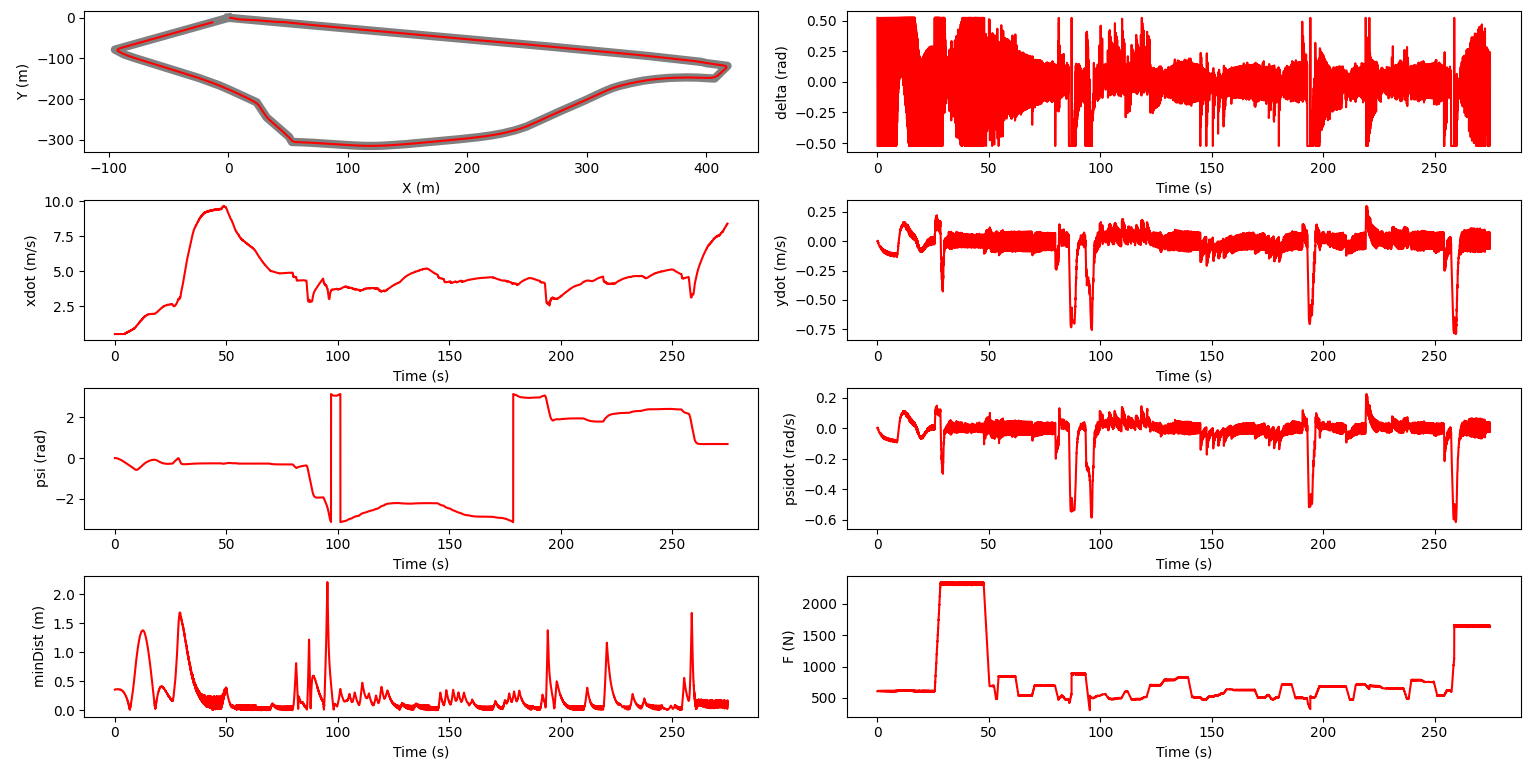 0
−100
−200
−300
Y (m)
−100 0 100 200 300 400
X (m)
0.50
0.25
0.00
−0.25
−0.50
delta (rad)
0 50 100 150 200 250
Time (s)
10.0
7.5
5.0
2.5
xdot (m/s)
0 50 100 150 200 250
Time (s)
0.25
0.00
−0.25
−0.50
−0.75
ydot (m/s)
0 50 100 150 200 250
Time (s)
2
0
−2
psi (rad)
0 50 100 150 200 250
Time (s)
0.2
0.0
−0.2
−0.4
−0.6
psidot (rad/s)
0 50 100 150 200 250
Time (s)
2.0
1.5
1.0
0.5
0.0
minDist (m)
0 50 100 150 200 250
Time (s)
2000
1500
1000
500
F (N)
0 50 100 150 200 250
Time (s)